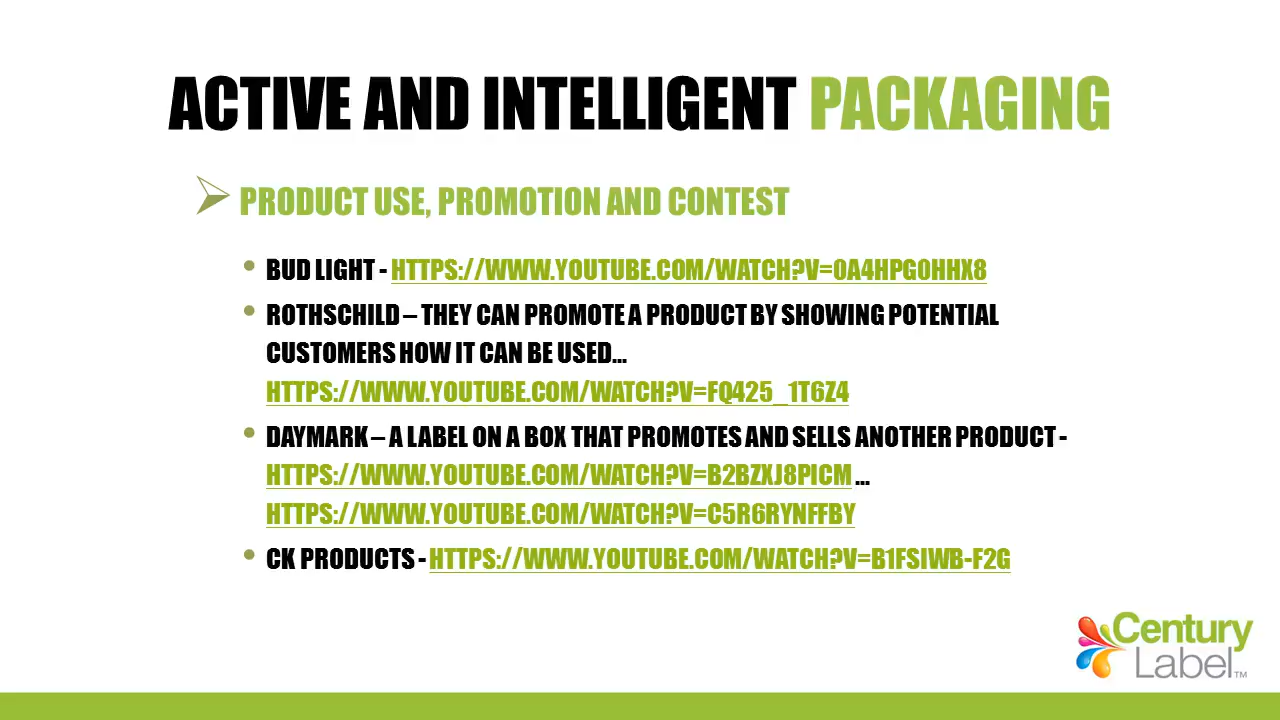 ACTIVE AND INTELLIGENT PACKAGING
PRODUCT USE, PROMOTION AND CONTEST
• BUD LIGHT - HTTPS://WWW.YOUTUBE.COM/WATCH?V=0A4HPG0HHX8
• ROTHSCHILD – THEY CAN PROMOTE A PRODUCT BY SHOWING POTENTIAL
CUSTOMERS HOW IT CAN BE USED...
HTTPS://WWW.YOUTUBE.COM/WATCH?V=FQ425_1T6Z4
• DAYMARK – A LABEL ON A BOX THAT PROMOTES AND SELLS ANOTHER PRODUCT -
HTTPS://WWW.YOUTUBE.COM/WATCH?V=B2BZXJ8PICM ...
HTTPS://WWW.YOUTUBE.COM/WATCH?V=C5R6RYNFFBY
• CK PRODUCTS - HTTPS://WWW.YOUTUBE.COM/WATCH?V=B1FSIWB-F2G
Century
Label™